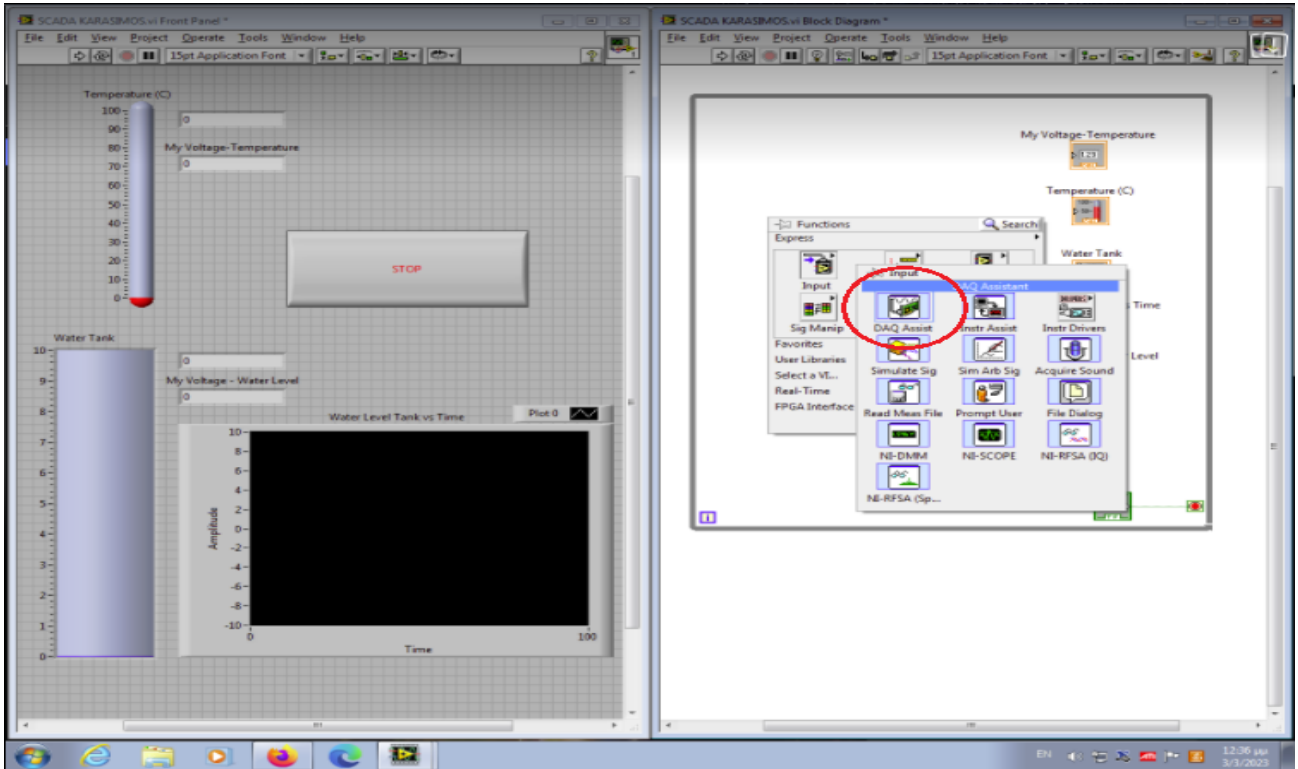 SCADA KARASIMOS.vi Front Panel *
File Edit View Project Operate Tools Window Help
15pt Application Font
Temperature (C)
100
90
80
70
60
50
40
30
20
10
0
0
My Voltage-Temperature
0
STOP
Water Tank
10
9
8
7
6
5
4
3
2
1
0
0
My Voltage - Water Level
0
Water Level Tank vs Time
Plot 0
Amplitude
10
8
6
4
2
0
-2
-4
-6
-8
-10
0
100
Time
SCADA KARASIMOS.vi Block Diagram *
File Edit View Project Operate Tools Window Help
15pt Application Font
My Voltage-Temperature
1.23
Temperature (C)
Water Tank
Time
Level
Functions
Search
Express
Input
Sig Manip
Favorites
User Libraries
Select a VI...
Real-Time
FPGA Interface
Input
DAQ Assistant
DAQ Assist Instr Assist Instr Drivers
Simulate Sig Sim Arb Sig Acquire Sound
Read Meas File Prompt User File Dialog
NI-DMM NI-SCOPE NI-RFSA (IQ)
NI-RFSA (Sp...
i
EN
12:36 μμ
3/3/2023